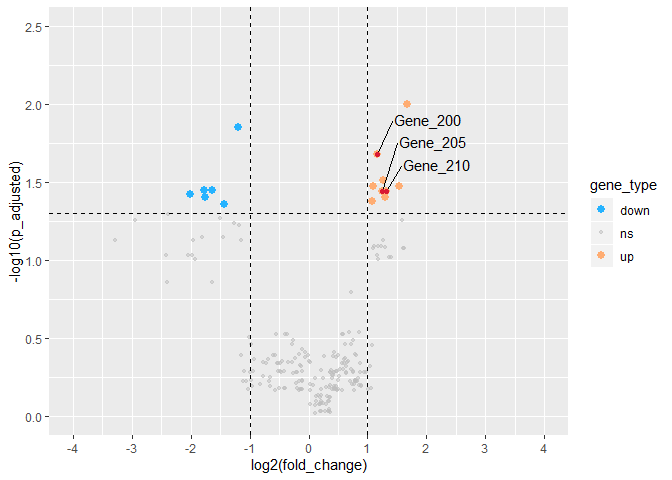 2.5
2.0
1.5
1.0
0.5
0.0
-log10(p_adjusted)
Gene_200
Gene_205
Gene_210
-4 -3 -2 -1 0 1 2 3 4
log2(fold_change)
gene_type
down
ns
up